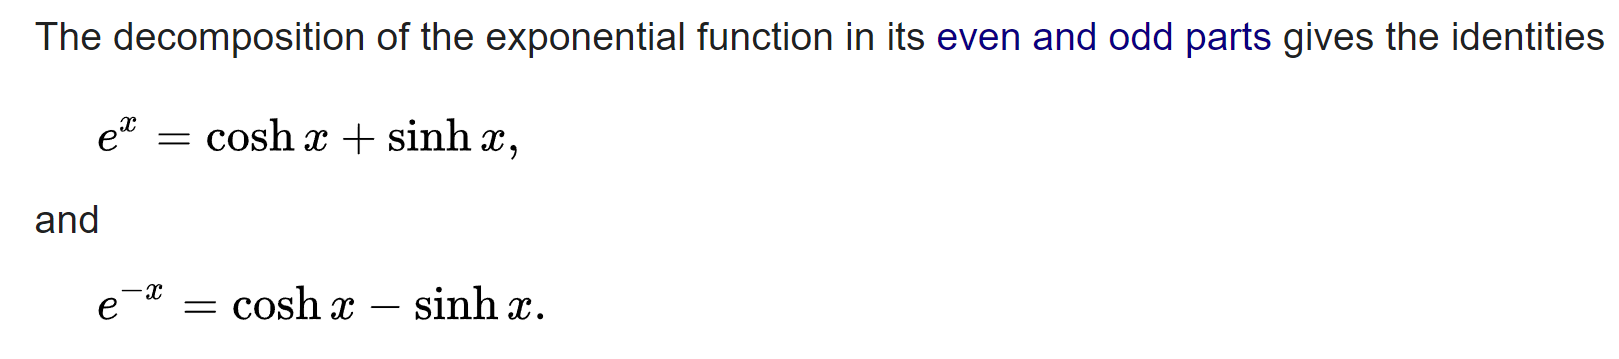 The decomposition of the exponential function in its even and odd parts gives the identities
$e^x = \cosh x + \sinh x,$
and
$e^{-x} = \cosh x - \sinh x.$